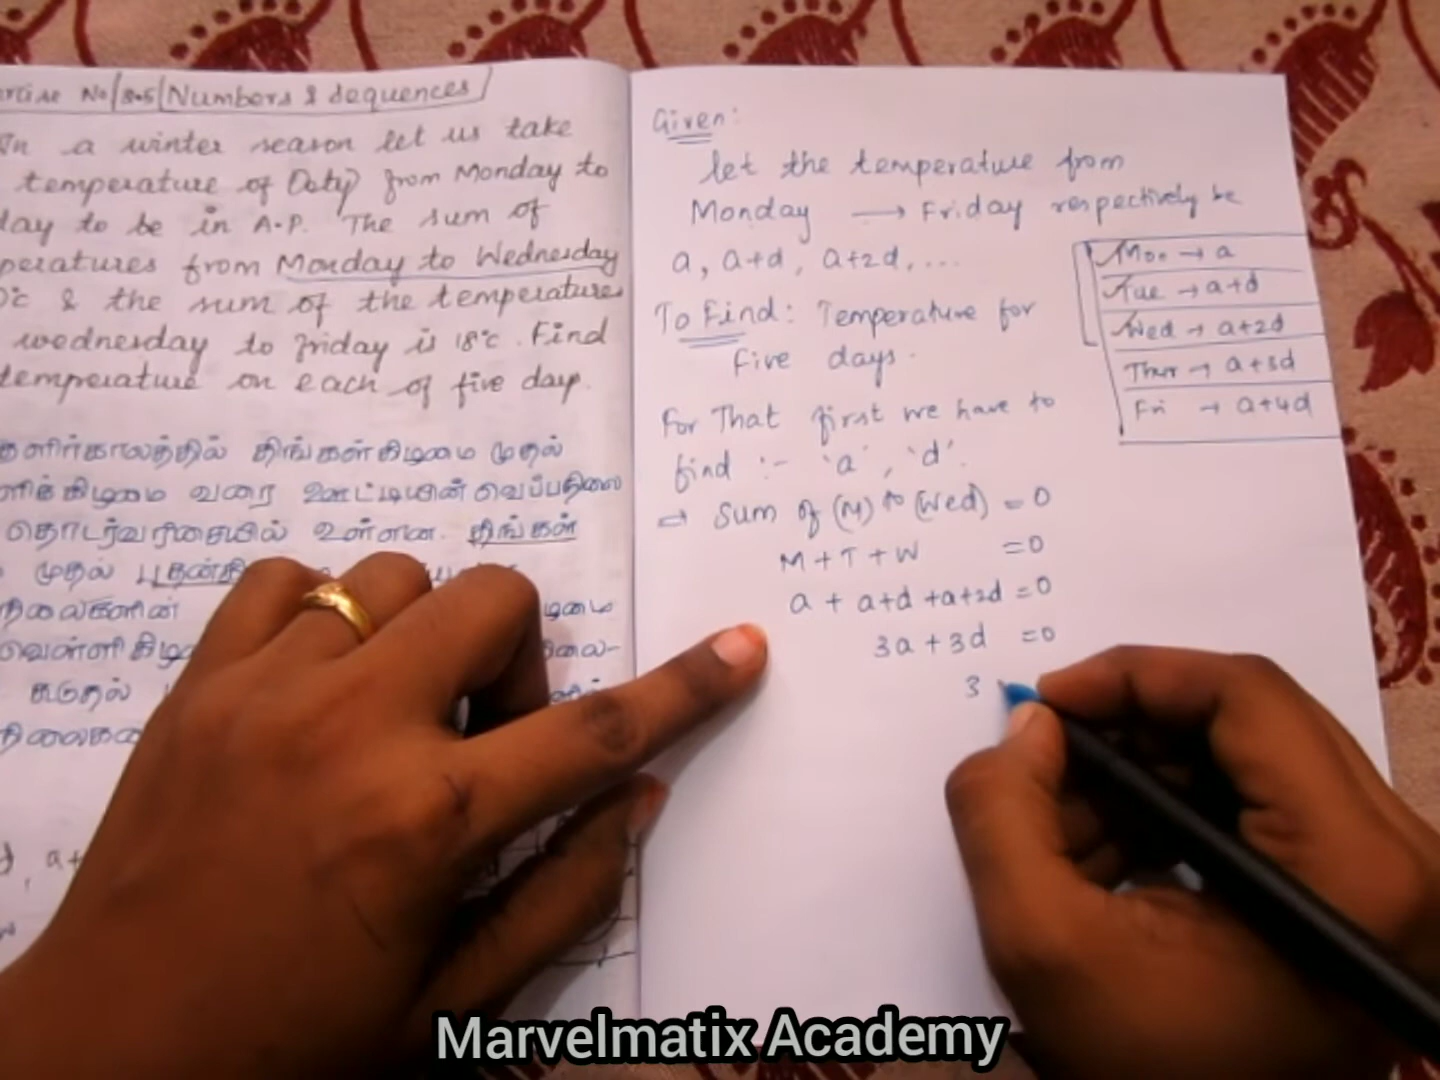 No/3.5/Numbers & Sequences
In a winter season let us take
temperature of Ooty from Monday to
day to be in A.P. The sum of
peratures from Monday to Wednesday
0°c & the sum of the temperatures
wednesday to Friday is 18°c. Find
temperature on each of five days.
திங்கள்கிழமை முதல்
வரை ஊட்டியின் வெப்பநிலை
தொடர்வரிசையில் உள்ளன. திங்கள்
முதல்
வெள்ளி
கூடுதல்
Given:
let the temperature from
Monday → Friday respectively be
a, a+d, a+2d, ....
To Find: Temperature for
Five days.
For That first we have to
find :- 'a', 'd'.
⇒ Sum of (M) to (Wed) = 0
M + T + W = 0
a + a+d + a+2d = 0
3a + 3d = 0
3
Mon → a
Tue → a+d
Wed → a+2d
Thur → a+3d
Fri → a+4d
Marvelmatix Academy